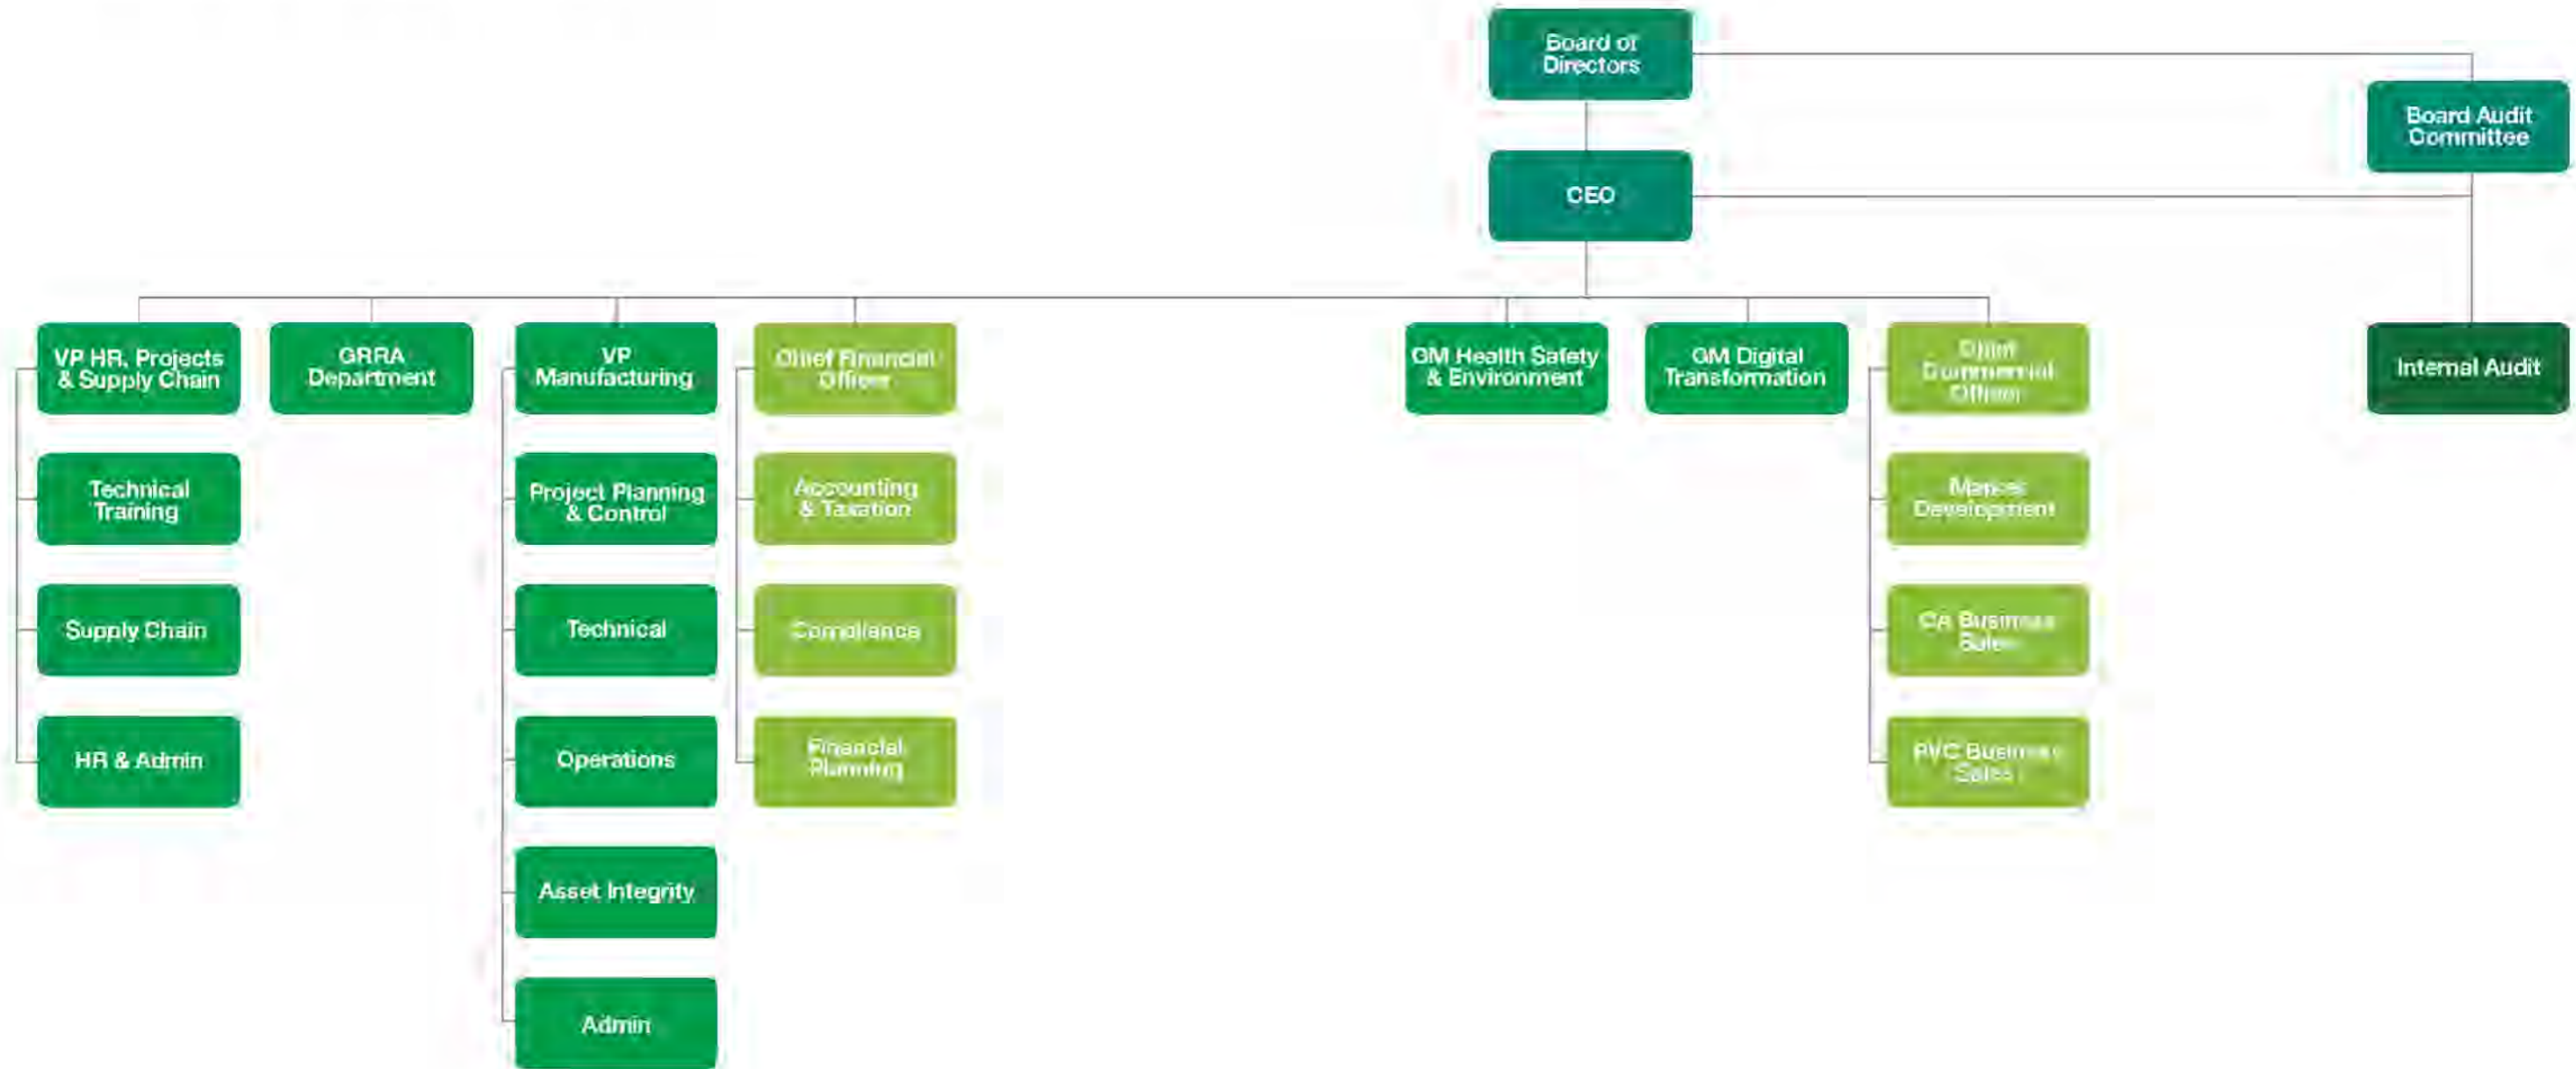 Board of
Directors
Board Audit
Committee
CEO
VP HR, Projects
& Supply Chain
GRRA
Department
VP
Manufacturing
Chief Financial
Officer
GM Health Safety
& Environment
GM Digital
Transformation
Chief
Commercial
Officer
Internal Audit
Technical
Training
Project Planning
& Control
Accounting
& Taxation
Market
Development
Supply Chain
Technical
Compliance
CA Business
Sales
HR & Admin
Operations
Financial
Planning
PVC Business
Sales
Asset Integrity
Admin